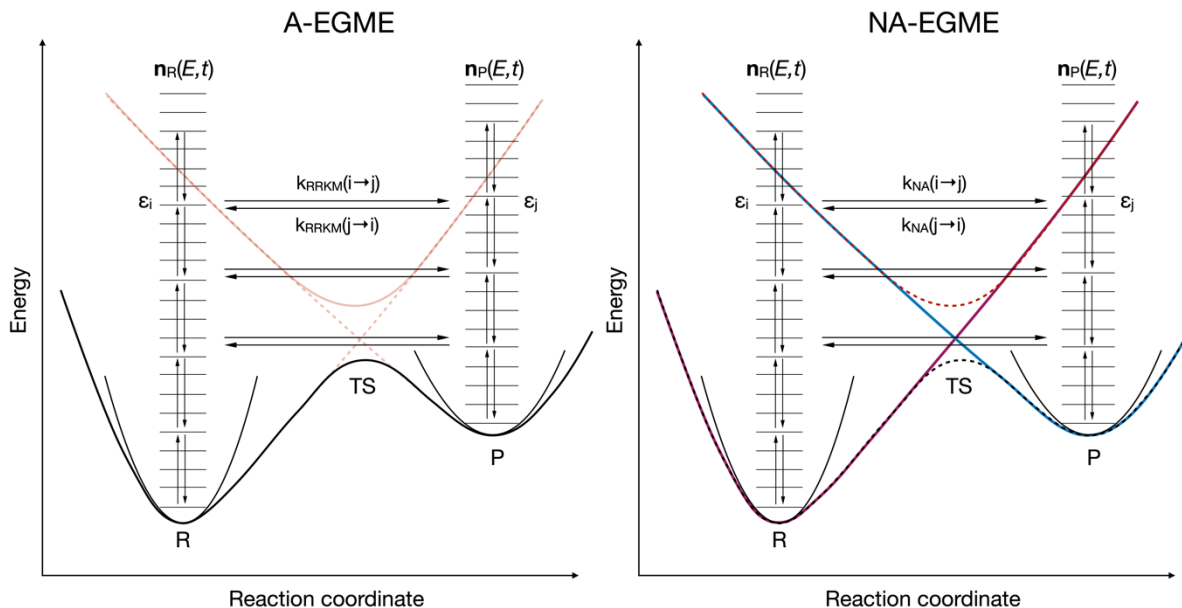 A-EGME
nR(E,t)
nP(E,t)
kRRKM(i→j)
εi
εj
kRRKM(j→i)
Energy
TS
P
R
Reaction coordinate
NA-EGME
nR(E,t)
nP(E,t)
kNA(i→j)
εi
εj
kNA(j→i)
Energy
TS
P
R
Reaction coordinate